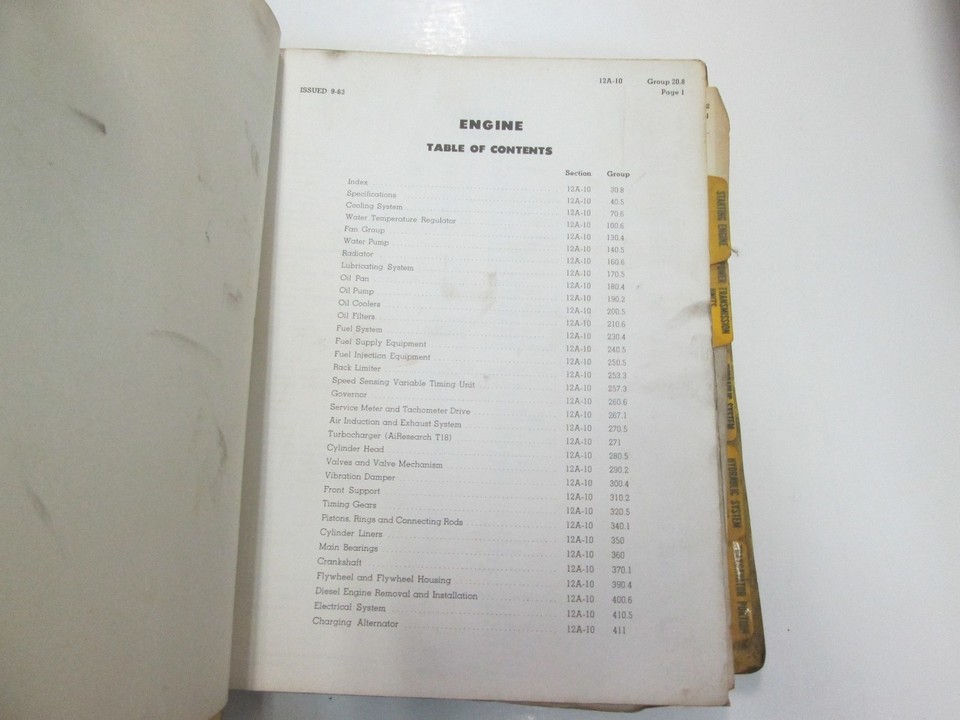 12A-10 Group 20.8
ISSUED 9-63 Page 1
ENGINE
TABLE OF CONTENTS
Section Group
Index 12A-10 30.8
Specifications 12A-10 40.5
Cooling System 12A-10 70.6
Water Temperature Regulator 12A-10 100.6
Fan Group 12A-10 130.4
Water Pump 12A-10 140.5
Radiator 12A-10 160.6
Lubricating System 12A-10 170.5
Oil Pan 12A-10 180.4
Oil Pump 12A-10 190.2
Oil Coolers 12A-10 200.5
Oil Filters 12A-10 210.6
Fuel System 12A-10 230.4
Fuel Supply Equipment 12A-10 240.5
Fuel Injection Equipment 12A-10 250.5
Rack Limiter 12A-10 253.3
Speed Sensing Variable Timing Unit 12A-10 257.3
Governor 12A-10 260.6
Service Meter and Tachometer Drive 12A-10 267.1
Air Induction and Exhaust System 12A-10 270.5
Turbocharger (AiResearch T18) 12A-10 271
Cylinder Head 12A-10 280.5
Valves and Valve Mechanism 12A-10 290.2
Vibration Damper 12A-10 300.4
Front Support 12A-10 310.2
Timing Gears 12A-10 320.5
Pistons, Rings and Connecting Rods 12A-10 340.1
Cylinder Liners 12A-10 350
Main Bearings 12A-10 360
Crankshaft 12A-10 370.1
Flywheel and Flywheel Housing 12A-10 390.4
Diesel Engine Removal and Installation 12A-10 400.6
Electrical System 12A-10 410.5
Charging Alternator 12A-10 411
STARTING ENGINE
POWER TRANSMISSION
UNITS
SYSTEM
HYDRAULIC SYSTEM
PORTION